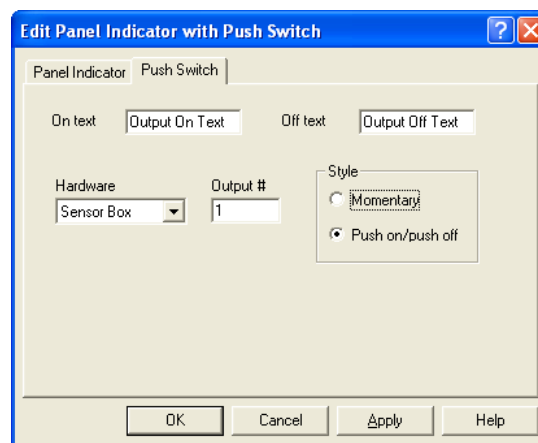 Edit Panel Indicator with Push Switch
Panel Indicator Push Switch
On text Output On Text Off text Output Off Text
Hardware Output # Style
Sensor Box 1 Momentary
Push on/push off
OK Cancel Apply Help